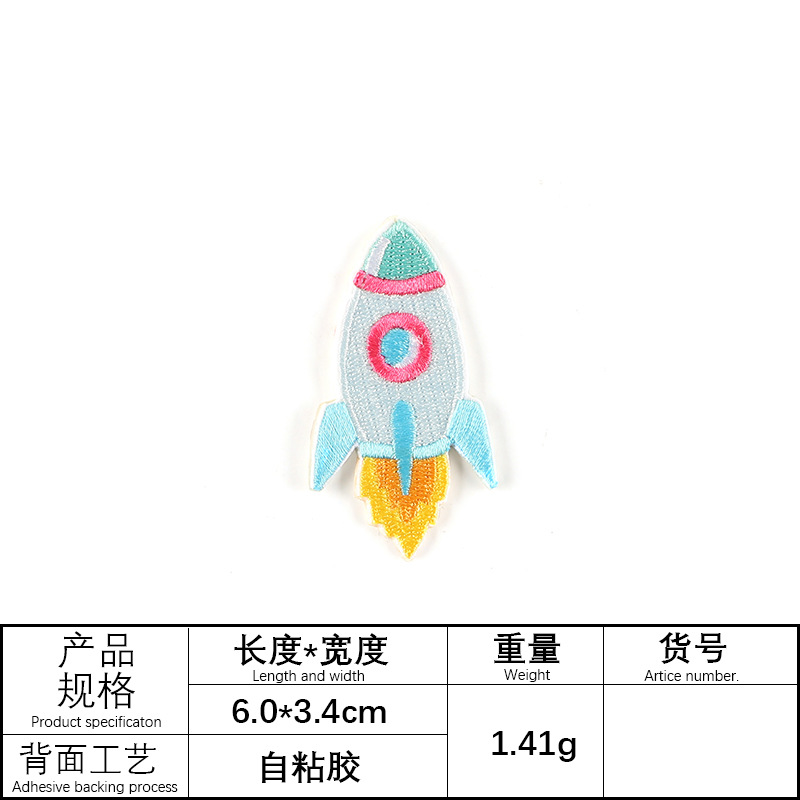 产品
规格
Product specificaton
长度*宽度
Length and width
重量
Weight
货号
Artice number.
6.0*3.4cm
1.41g
背面工艺
Adhesive backing process
自粘胶